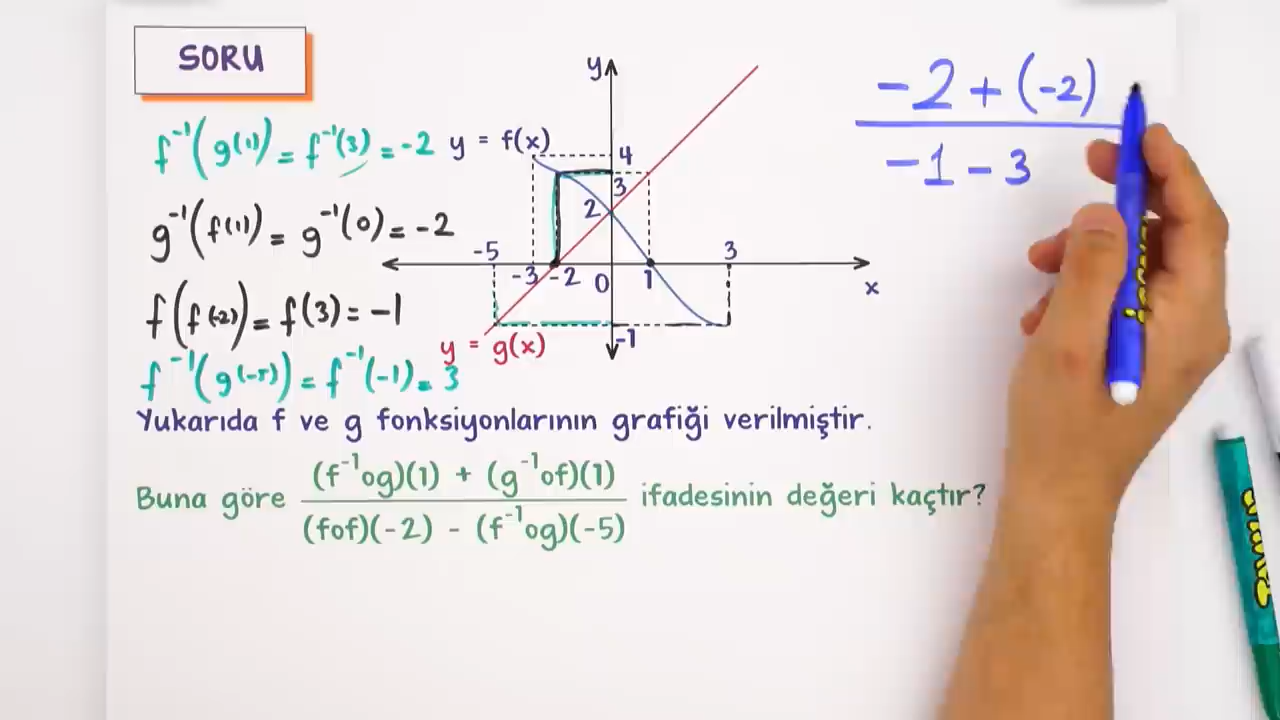 SORU
f⁻¹(g(1)) = f⁻¹(3) = -2
g⁻¹(f(1)) = g⁻¹(0) = -2
f(f(-2)) = f(3) = -1
f⁻¹(g(-5)) = f⁻¹(-1) = 3
y
y = f(x)
4
3
2
-5
-3
-2
0
1
3
x
-1
y = g(x)
-2 + (-2)
-1 - 3
Yukarıda f ve g fonksiyonlarının grafiği verilmiştir.
(f⁻¹og)(1) + (g⁻¹of)(1)
Buna göre ifadesinin değeri kaçtır?
(fof)(-2) - (f⁻¹og)(-5)